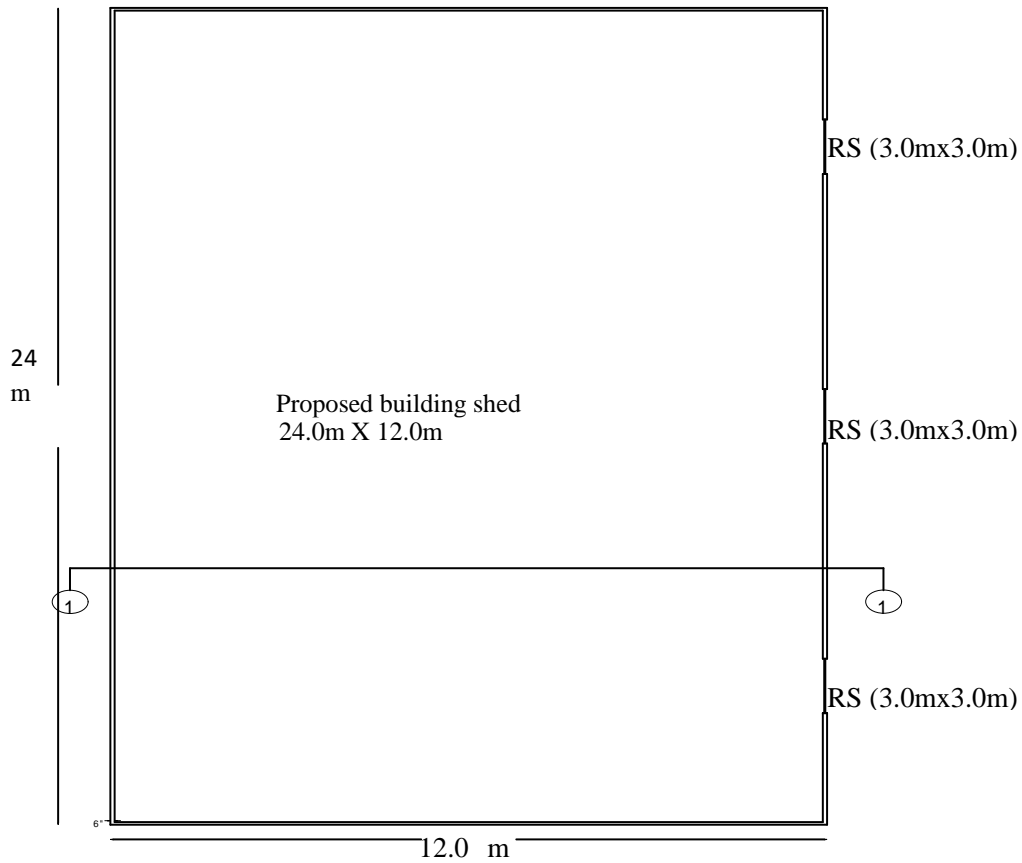 RS (3.0mx3.0m)
24
m
Proposed building shed
24.0m X 12.0m
RS (3.0mx3.0m)
1
1
RS (3.0mx3.0m)
6"
12.0 m